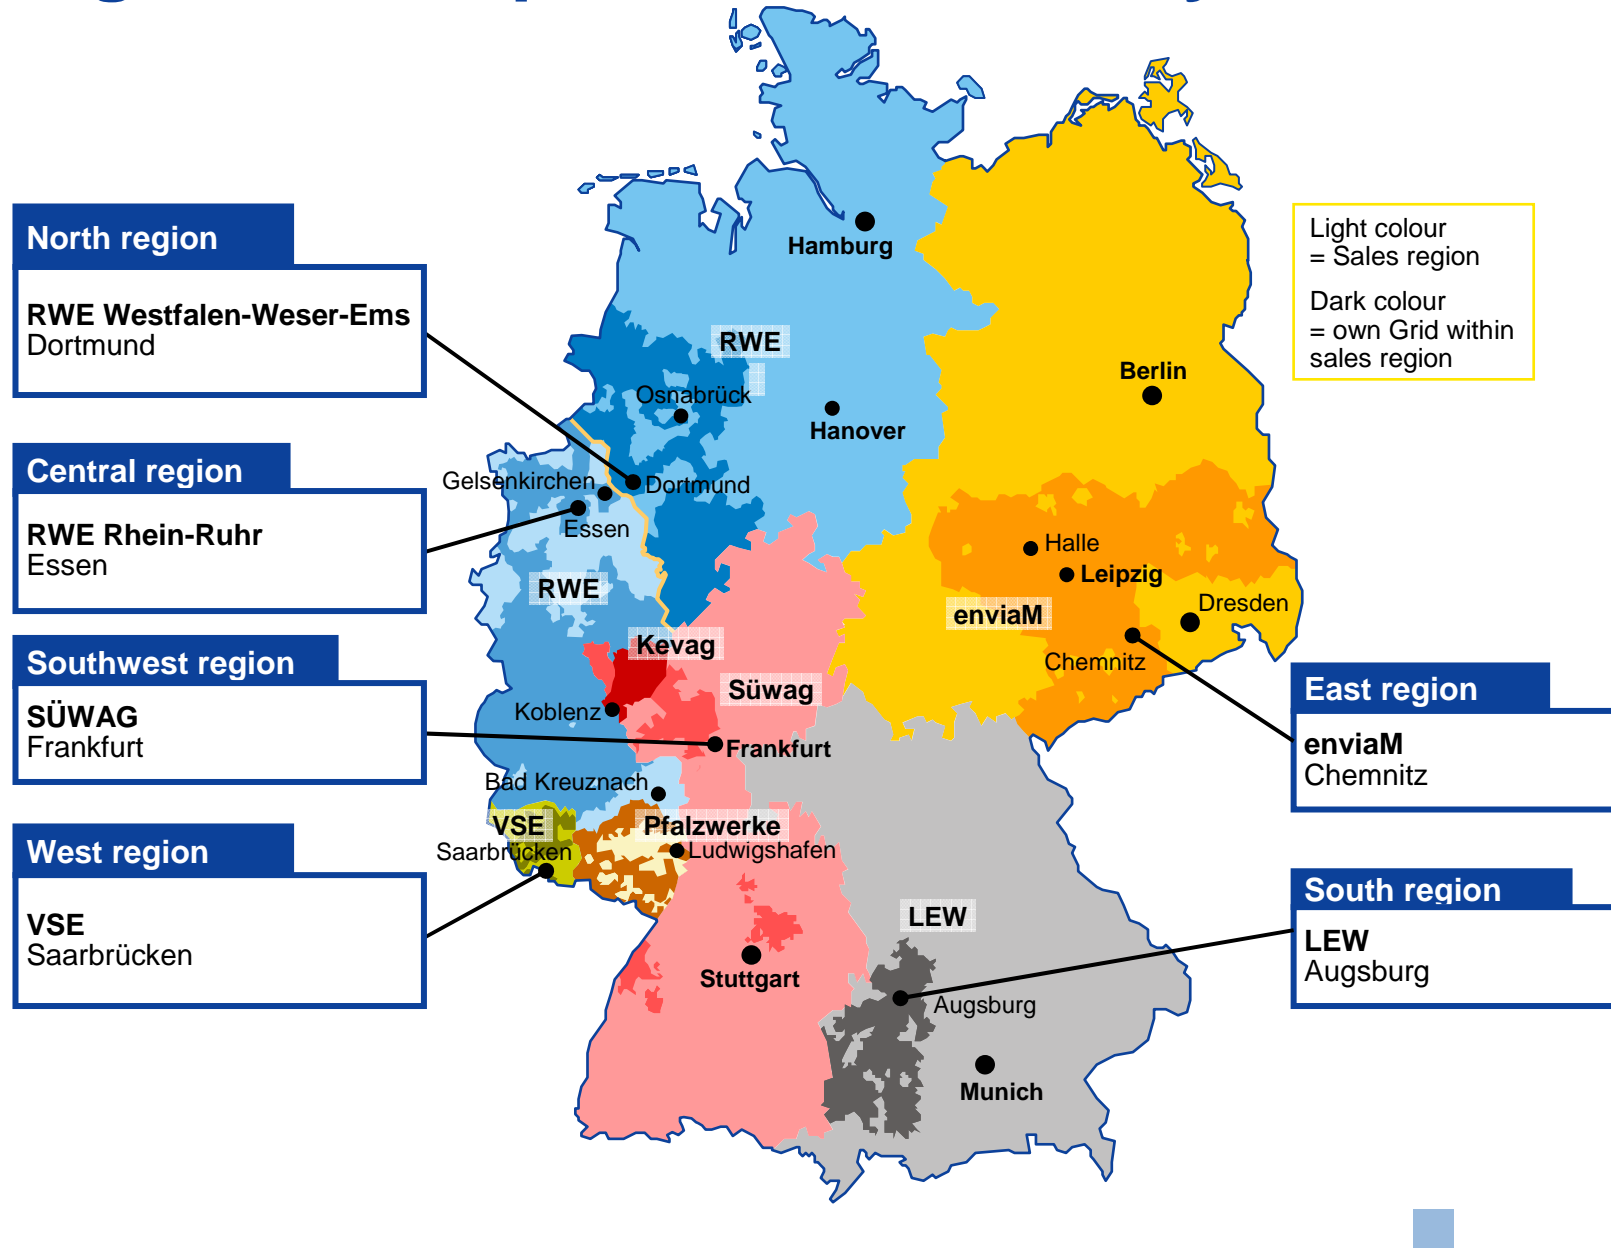 North region
RWE Westfalen-Weser-Ems
Dortmund
Central region
RWE Rhein-Ruhr
Essen
Southwest region
SÜWAG
Frankfurt
West region
VSE
Saarbrücken
Hamburg
RWE
Osnabrück
Hanover
Gelsenkirchen
Dortmund
Essen
RWE
Kevag
Süwag
Koblenz
Frankfurt
Bad Kreuznach
VSE
Pfalzwerke
Saarbrücken
Ludwigshafen
LEW
Stuttgart
Augsburg
Munich
Berlin
Halle
Leipzig
enviaM
Dresden
Chemnitz
Light colour
= Sales region
Dark colour
= own Grid within
sales region
East region
enviaM
Chemnitz
South region
LEW
Augsburg